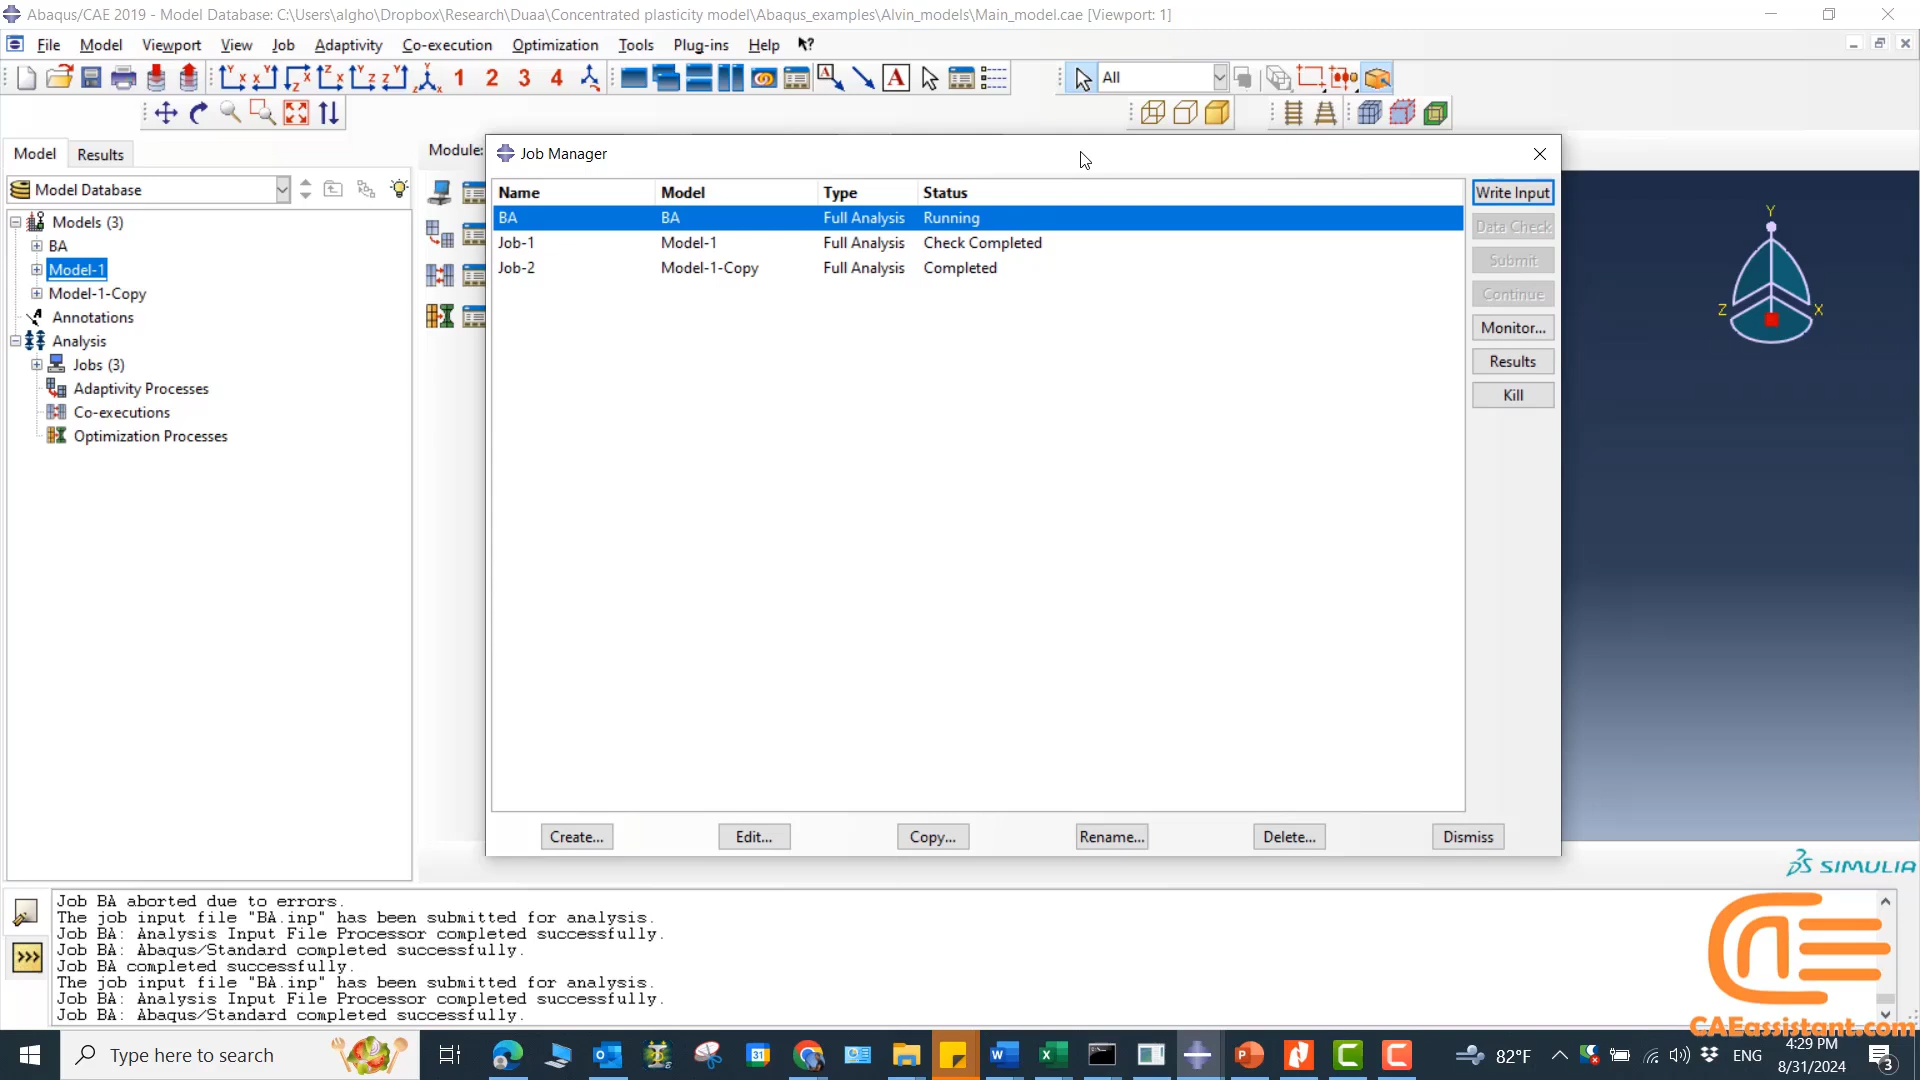 Abaqus/CAE 2019 - Model Database: C:\Users\algho\Dropbox\Research\Duaa\Concentrated plasticity model\Abaqus_examples\Alvin_models\Main_model.cae [Viewport: 1]
File Model Viewport View Job Adaptivity Co-execution Optimization Tools Plug-ins Help
1 2 3 4 A All
Model Results
Module:
Model Database
Models (3)
BA
Model-1
Model-1-Copy
Annotations
Analysis
Jobs (3)
Adaptivity Processes
Co-executions
Optimization Processes
Job Manager
Name Model Type Status
BA BA Full Analysis Running
Job-1 Model-1 Full Analysis Check Completed
Job-2 Model-1-Copy Full Analysis Completed
Write Input
Data Check
Submit
Continue
Monitor...
Results
Kill
Create... Edit... Copy... Rename... Delete... Dismiss
Y
Z X
SIMULIA
Job BA aborted due to errors.
The job input file "BA.inp" has been submitted for analysis.
Job BA: Analysis Input File Processor completed successfully.
Job BA: Abaqus/Standard completed successfully.
Job BA completed successfully.
The job input file "BA.inp" has been submitted for analysis.
Job BA: Analysis Input File Processor completed successfully.
Job BA: Abaqus/Standard completed successfully.
CAEassistant.com
Type here to search
82°F ENG
4:29 PM
8/31/2024
3